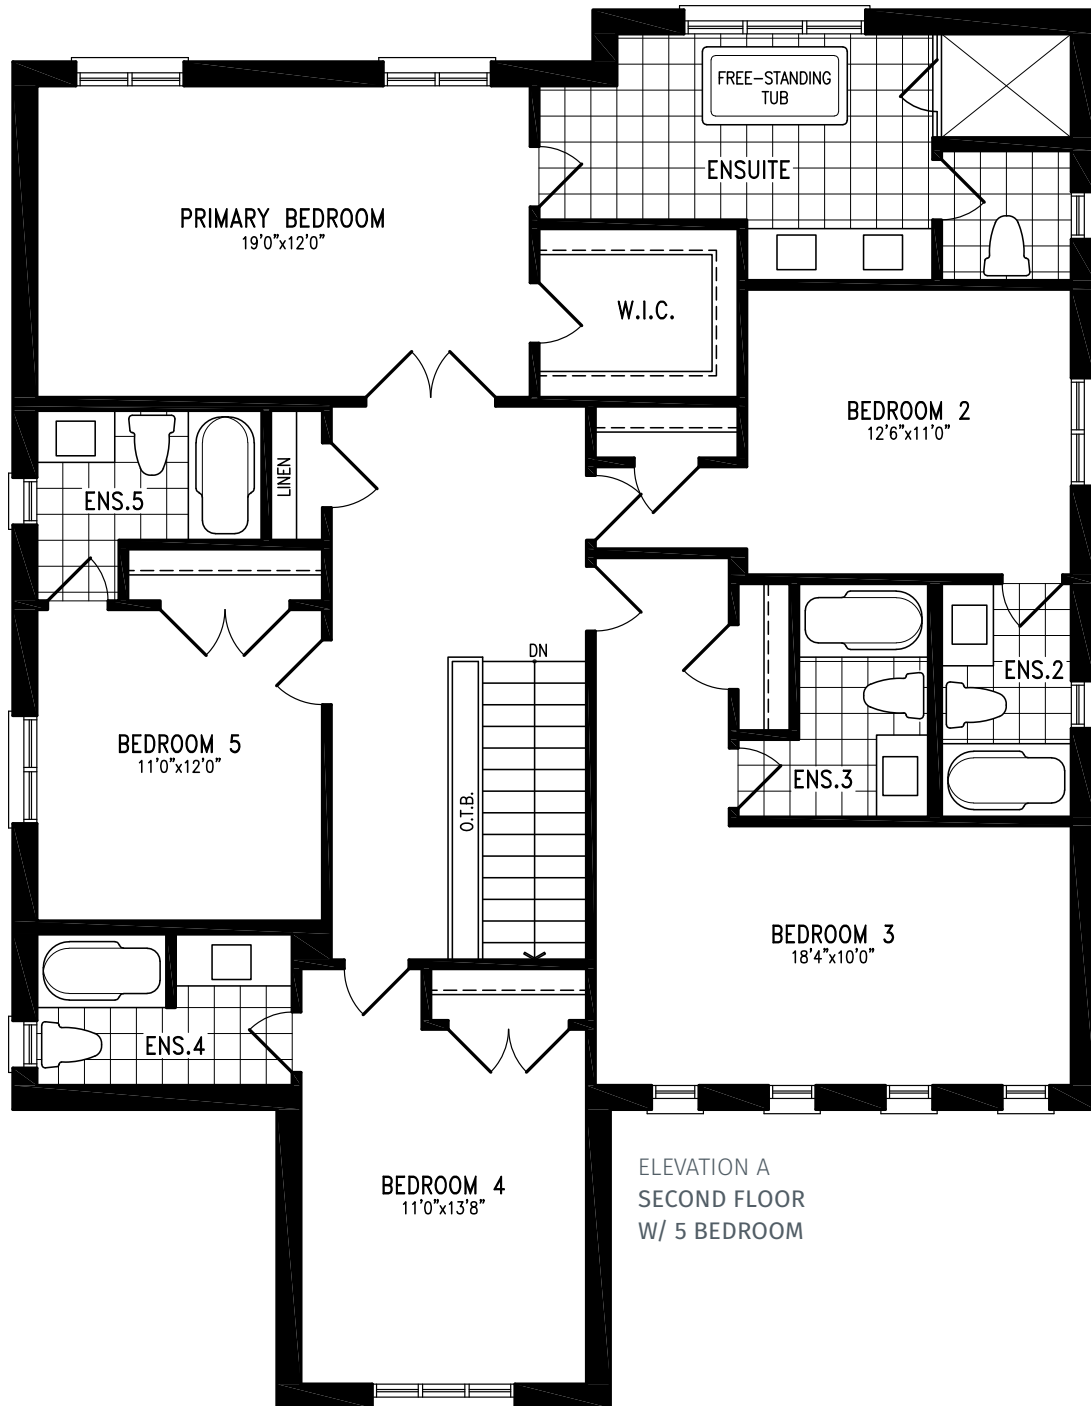 FREE-STANDING
TUB
ENSUITE
PRIMARY BEDROOM
19'0"x12'0"
W.I.C.
BEDROOM 2
12'6"x11'0"
LINEN
ENS.5
DN
ENS.2
BEDROOM 5
11'0"x12'0"
ENS.3
O.T.B.
BEDROOM 3
18'4"x10'0"
ENS.4
BEDROOM 4
11'0"x13'8"
ELEVATION A
SECOND FLOOR
W/ 5 BEDROOM